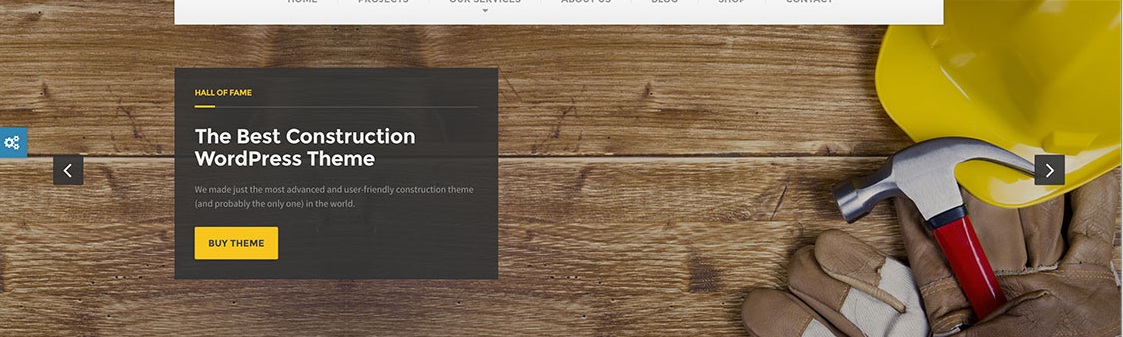 HOME PROJECTS OUR SERVICES ABOUT US BLOG SHOP CONTACT
HALL OF FAME
The Best Construction
WordPress Theme
We made just the most advanced and user-friendly construction theme
(and probably the only one) in the world.
BUY THEME